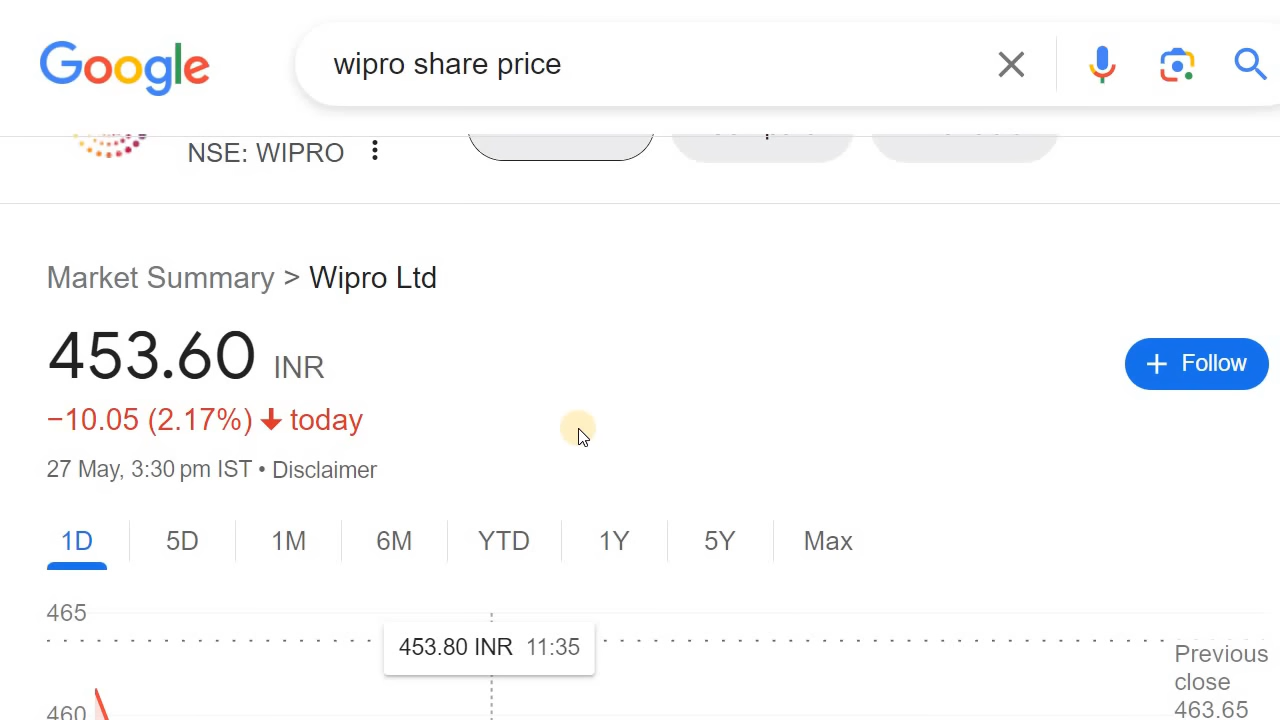 Google
wipro share price
NSE: WIPRO
Market Summary > Wipro Ltd
453.60 INR
−10.05 (2.17%) ↓ today
27 May, 3:30 pm IST • Disclaimer
+ Follow
1D 5D 1M 6M YTD 1Y 5Y Max
465
453.80 INR 11:35
Previous
close
463.65
460